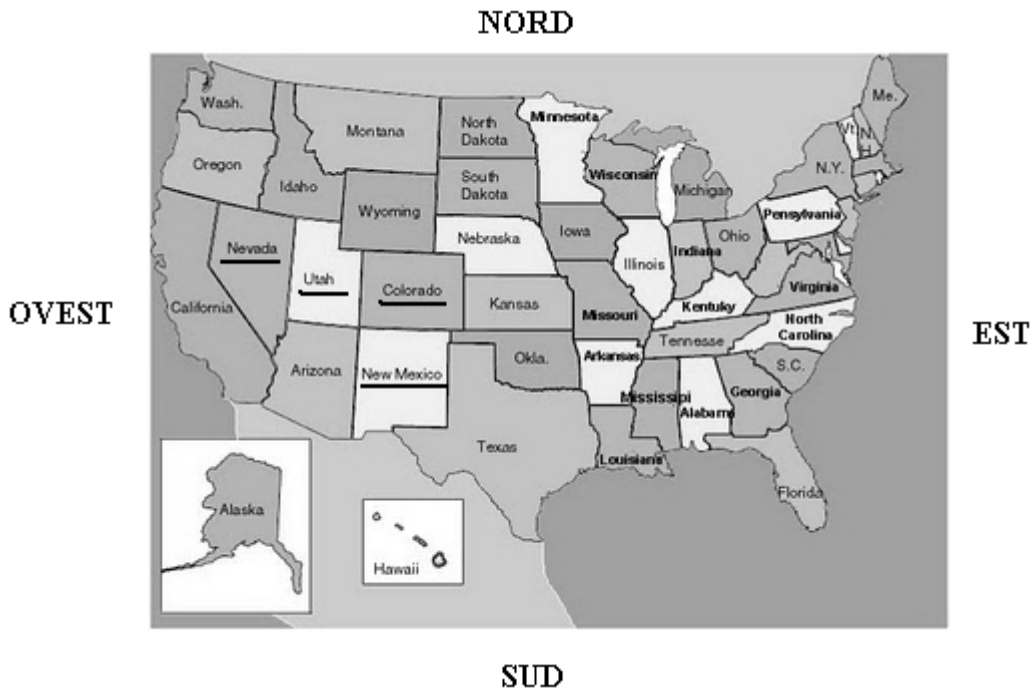 NORD
Wash.
Montana
North
Dakota
Minnesota
Me.
Vt.
N.
H.
Oregon
Idaho
South
Dakota
Wisconsin
Michigan
N.Y.
Wyoming
Pensylvania
Nevada
Utah
Colorado
Nebraska
Iowa
Illinois
Indiana
Ohio
OVEST
California
Kansas
Missouri
Kentuky
Virginia
North
Carolina
EST
Arizona
New Mexico
Okla.
Arkansas
Tennesse
S.C.
Texas
Mississipi
Alabama
Georgia
Louisiana
Florida
Alaska
Hawaii
SUD